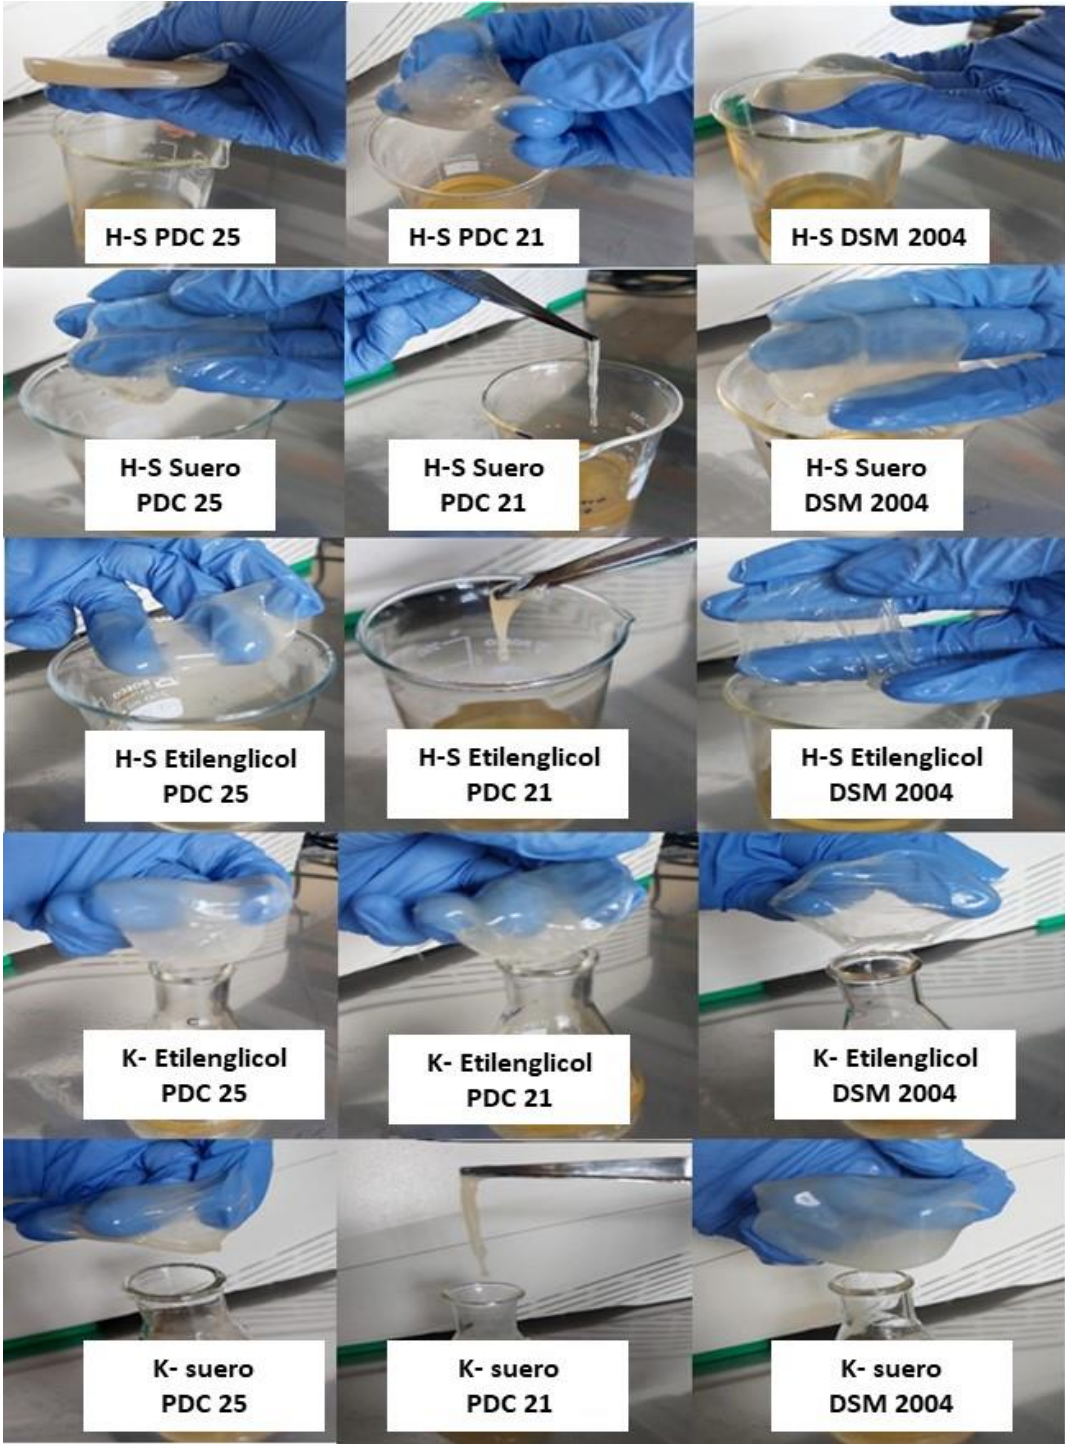 H-S PDC 25
H-S PDC 21
H-S DSM 2004
H-S Suero
PDC 25
H-S Suero
PDC 21
H-S Suero
DSM 2004
H-S Etilenglicol
PDC 25
H-S Etilenglicol
PDC 21
H-S Etilenglicol
DSM 2004
K- Etilenglicol
PDC 25
K- Etilenglicol
PDC 21
K- Etilenglicol
DSM 2004
K- suero
PDC 25
K- suero
PDC 21
K- suero
DSM 2004